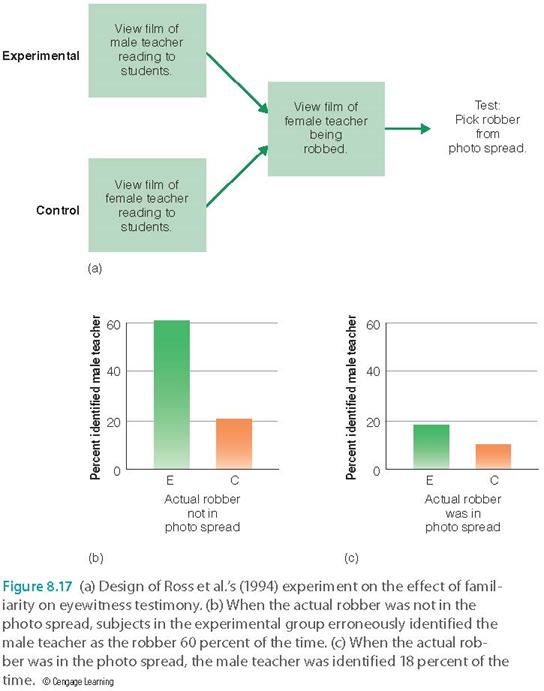 View film of
male teacher
reading to
students.
Experimental
View film of
female teacher
being
robbed.
Test:
Pick robber
from
photo spread.
View film of
female teacher
reading to
students.
Control
(a)
Percent identified male teacher
60
40
20
0
E C
Actual robber
not in
photo spread
(b)
Percent identified male teacher
60
40
20
0
E C
Actual robber
was in
photo spread
(c)
Figure 8.17 (a) Design of Ross et al.’s (1994) experiment on the effect of famil-
iarity on eyewitness testimony. (b) When the actual robber was not in the
photo spread, subjects in the experimental group erroneously identified the
male teacher as the robber 60 percent of the time. (c) When the actual rob-
ber was in the photo spread, the male teacher was identified 18 percent of the
time. © Cengage Learning